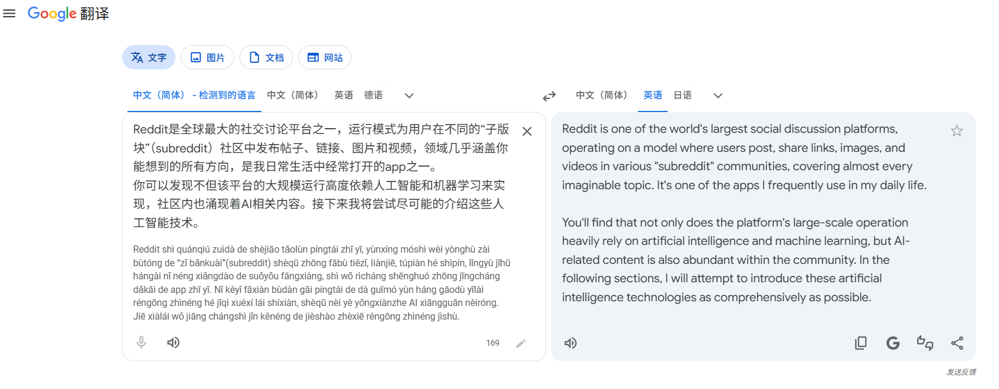 Google 翻译
文字
图片
文档
网站
中文（简体） - 检测到的语言
中文（简体）
英语
德语
中文（简体）
英语
日语
Reddit是全球最大的社交讨论平台之一，运行模式为用户在不同的“子版
块”（subreddit）社区中发布帖子、链接、图片和视频，领域几乎涵盖你
能想到的所有方向，是我日常生活中经常打开的app之一。
你可以发现不但该平台的大规模运行高度依赖人工智能和机器学习来实
现，社区内也涌现着AI相关内容。接下来我将尝试尽可能的介绍这些人
工智能技术。
Reddit shì quánqiú zuìdà de shèjiāo tǎolùn píngtái zhī yī, yùnxíng móshì wèi yònghù zài
bùtóng de “zǐ bǎnkuài”(subreddit) shèqū zhōng fābù tiězǐ, liànjiē, túpiàn hé shìpín, lǐngyù jīhū
hángài nǐ néng xiǎngdào de suǒyǒu fāngxiàng, shì wǒ rìcháng shēnghuó zhōng jīngcháng
dǎkāi de app zhī yī. Nǐ kěyǐ fāxiàn bùdàn gāi píngtái de dà guīmó yùn háng gāodù yīlài
réngōng zhìnéng hé jīqì xuéxí lái shíxiàn, shèqū nèi yě yǒngxiànzhe AI xiāngguān nèiróng.
Jiē xiàlái wǒ jiāng chángshì jǐn kěnéng de jièshào zhèxiē réngōng zhìnéng jìshù.
169
Reddit is one of the world's largest social discussion platforms,
operating on a model where users post, share links, images, and
videos in various "subreddit" communities, covering almost every
imaginable topic. It's one of the apps I frequently use in my daily life.
You'll find that not only does the platform's large-scale operation
heavily rely on artificial intelligence and machine learning, but AI-
related content is also abundant within the community. In the
following sections, I will attempt to introduce these artificial
intelligence technologies as comprehensively as possible.
发送反馈